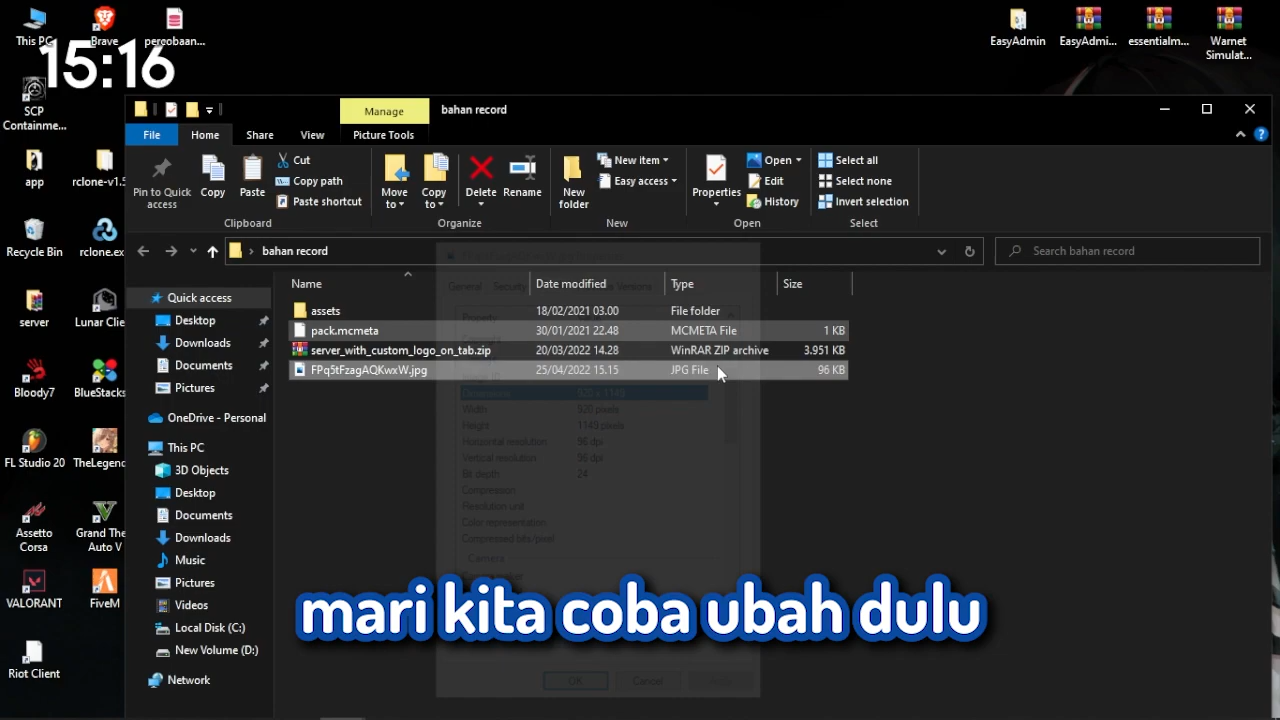 This PC
Brave
percobaan...
EasyAdmin
EasyAdmi...
essentialm...
Warnet
Simulat...
15:16
SCP
Containme...
app
rclone-v1.5
Recycle Bin
rclone.ex
server
Lunar Clie
Bloody7
BlueStacks
FL Studio 20
TheLegend
Assetto
Corsa
Grand The
Auto V
VALORANT
FiveM
Riot Client
Manage
bahan record
File
Home
Share
View
Picture Tools
Pin to Quick
access
Copy
Paste
Cut
Copy path
Paste shortcut
Clipboard
Move
to
Copy
to
Delete
Rename
Organize
New
folder
New item
Easy access
New
Properties
Open
Edit
History
Open
Select all
Select none
Invert selection
Select
bahan record
Search bahan record
Name
Date modified
Type
Size
assets
18/02/2021 03.00
File folder
pack.mcmeta
30/01/2021 22.48
MCMETA File
1 KB
server_with_custom_logo_on_tab.zip
20/03/2022 14.28
WinRAR ZIP archive
3.951 KB
FPq5tFzagAQKwxW.jpg
25/04/2022 15.15
JPG File
96 KB
Quick access
Desktop
Downloads
Documents
Pictures
OneDrive - Personal
This PC
3D Objects
Desktop
Documents
Downloads
Music
Pictures
Videos
Local Disk (C:)
New Volume (D:)
Network
General
Security
Property
Width
Height
1149 pixels
Horizontal resolution
96 dpi
Vertical resolution
96 dpi
Bit depth
24
Compression
Resolution unit
Color representation
Compressed bits/pixel
Camera
OK
Cancel
mari kita coba ubah dulu